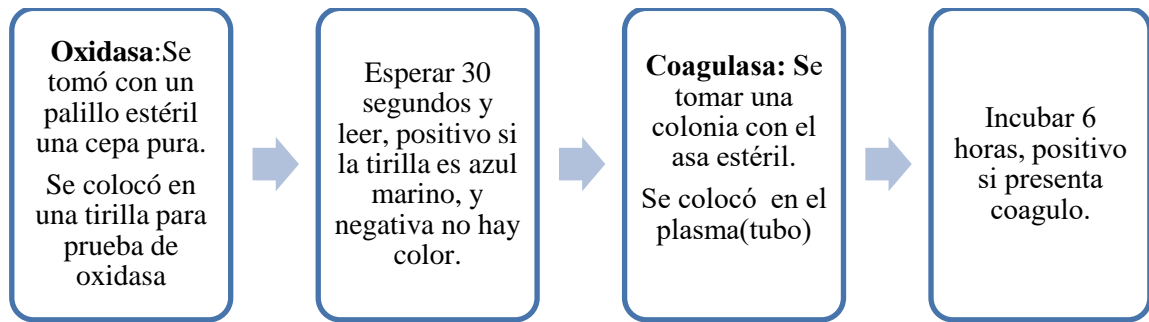 Oxidasa:Se
tomó con un
palillo estéril
una cepa pura.
Se colocó en
una tirilla para
prueba de
oxidasa
Esperar 30
segundos y
leer, positivo si
la tirilla es azul
marino, y
negativa no hay
color.
Coagulasa: Se
tomar una
colonia con el
asa estéril.
Se colocó en el
plasma(tubo)
Incubar 6
horas, positivo
si presenta
coagulo.